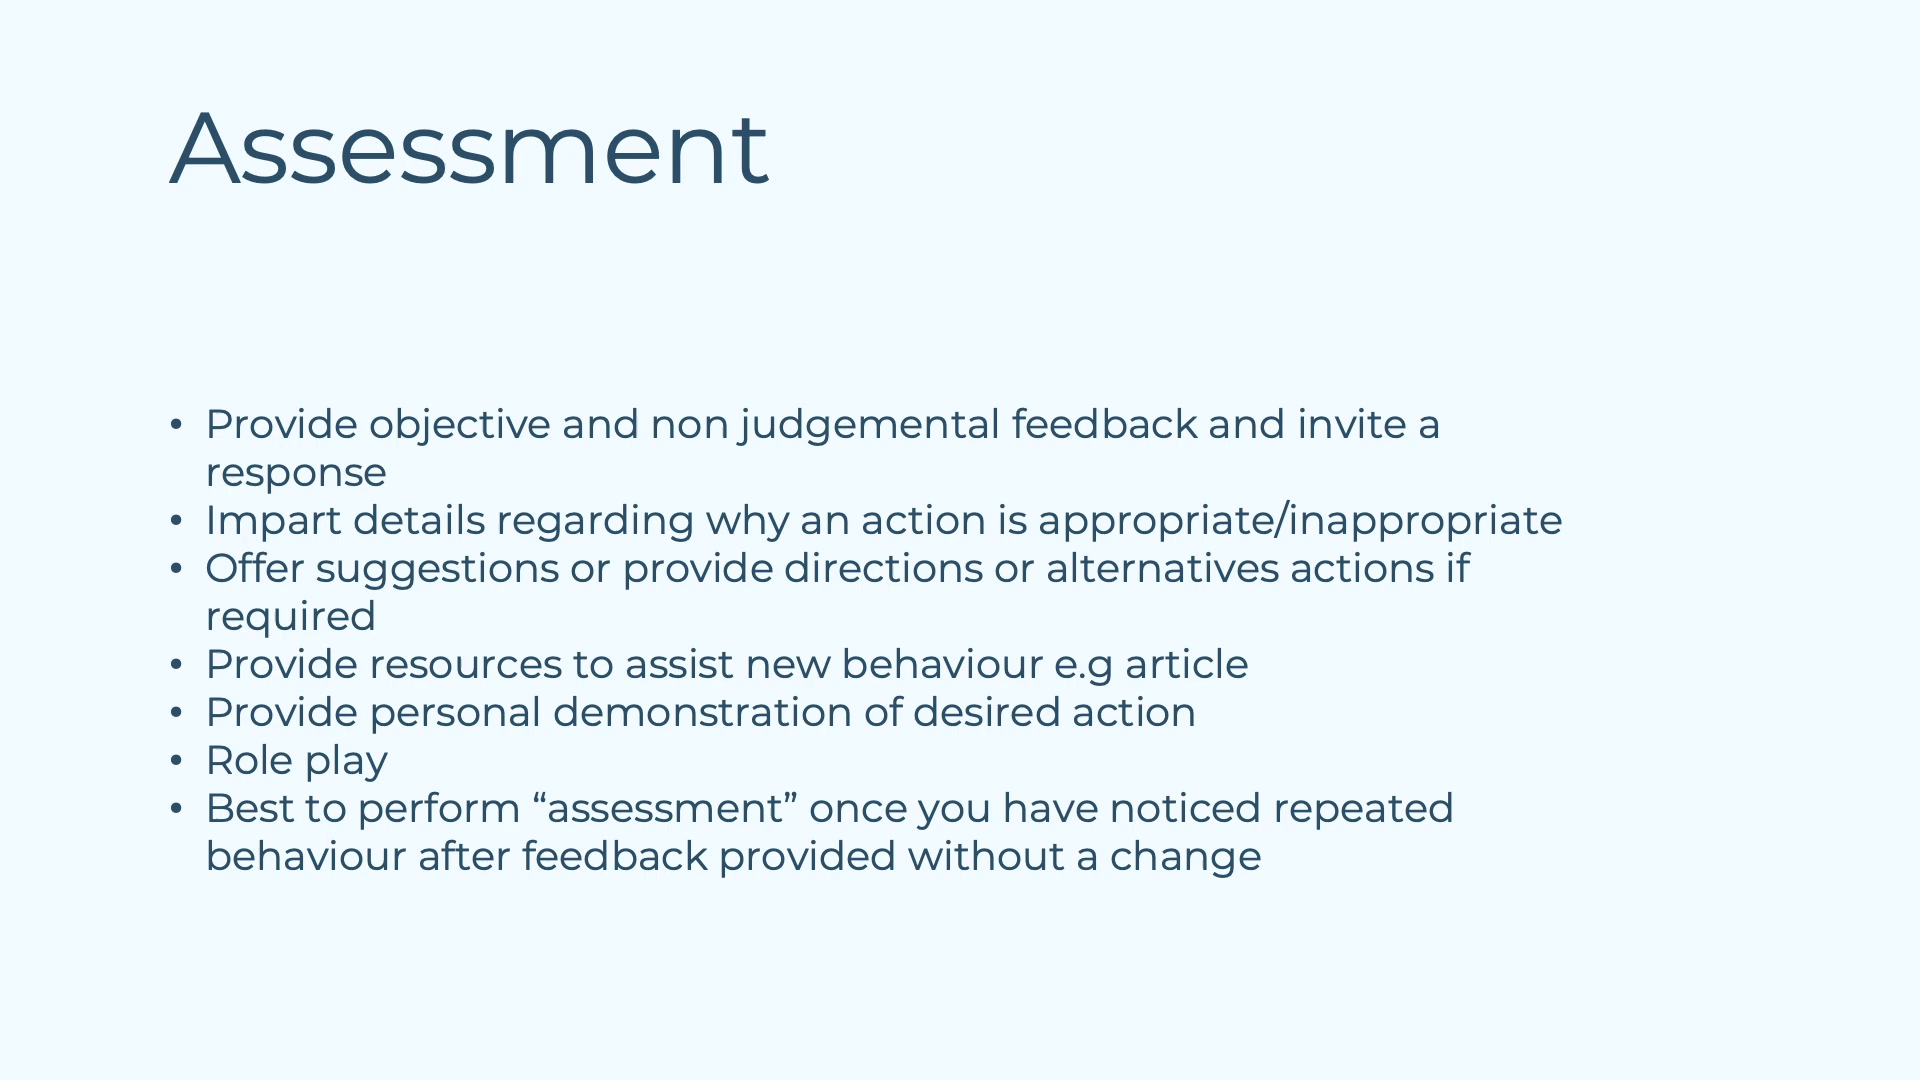 Assessment
• Provide objective and non judgemental feedback and invite a
response
• Impart details regarding why an action is appropriate/inappropriate
• Offer suggestions or provide directions or alternatives actions if
required
• Provide resources to assist new behaviour e.g article
• Provide personal demonstration of desired action
• Role play
• Best to perform “assessment” once you have noticed repeated
behaviour after feedback provided without a change